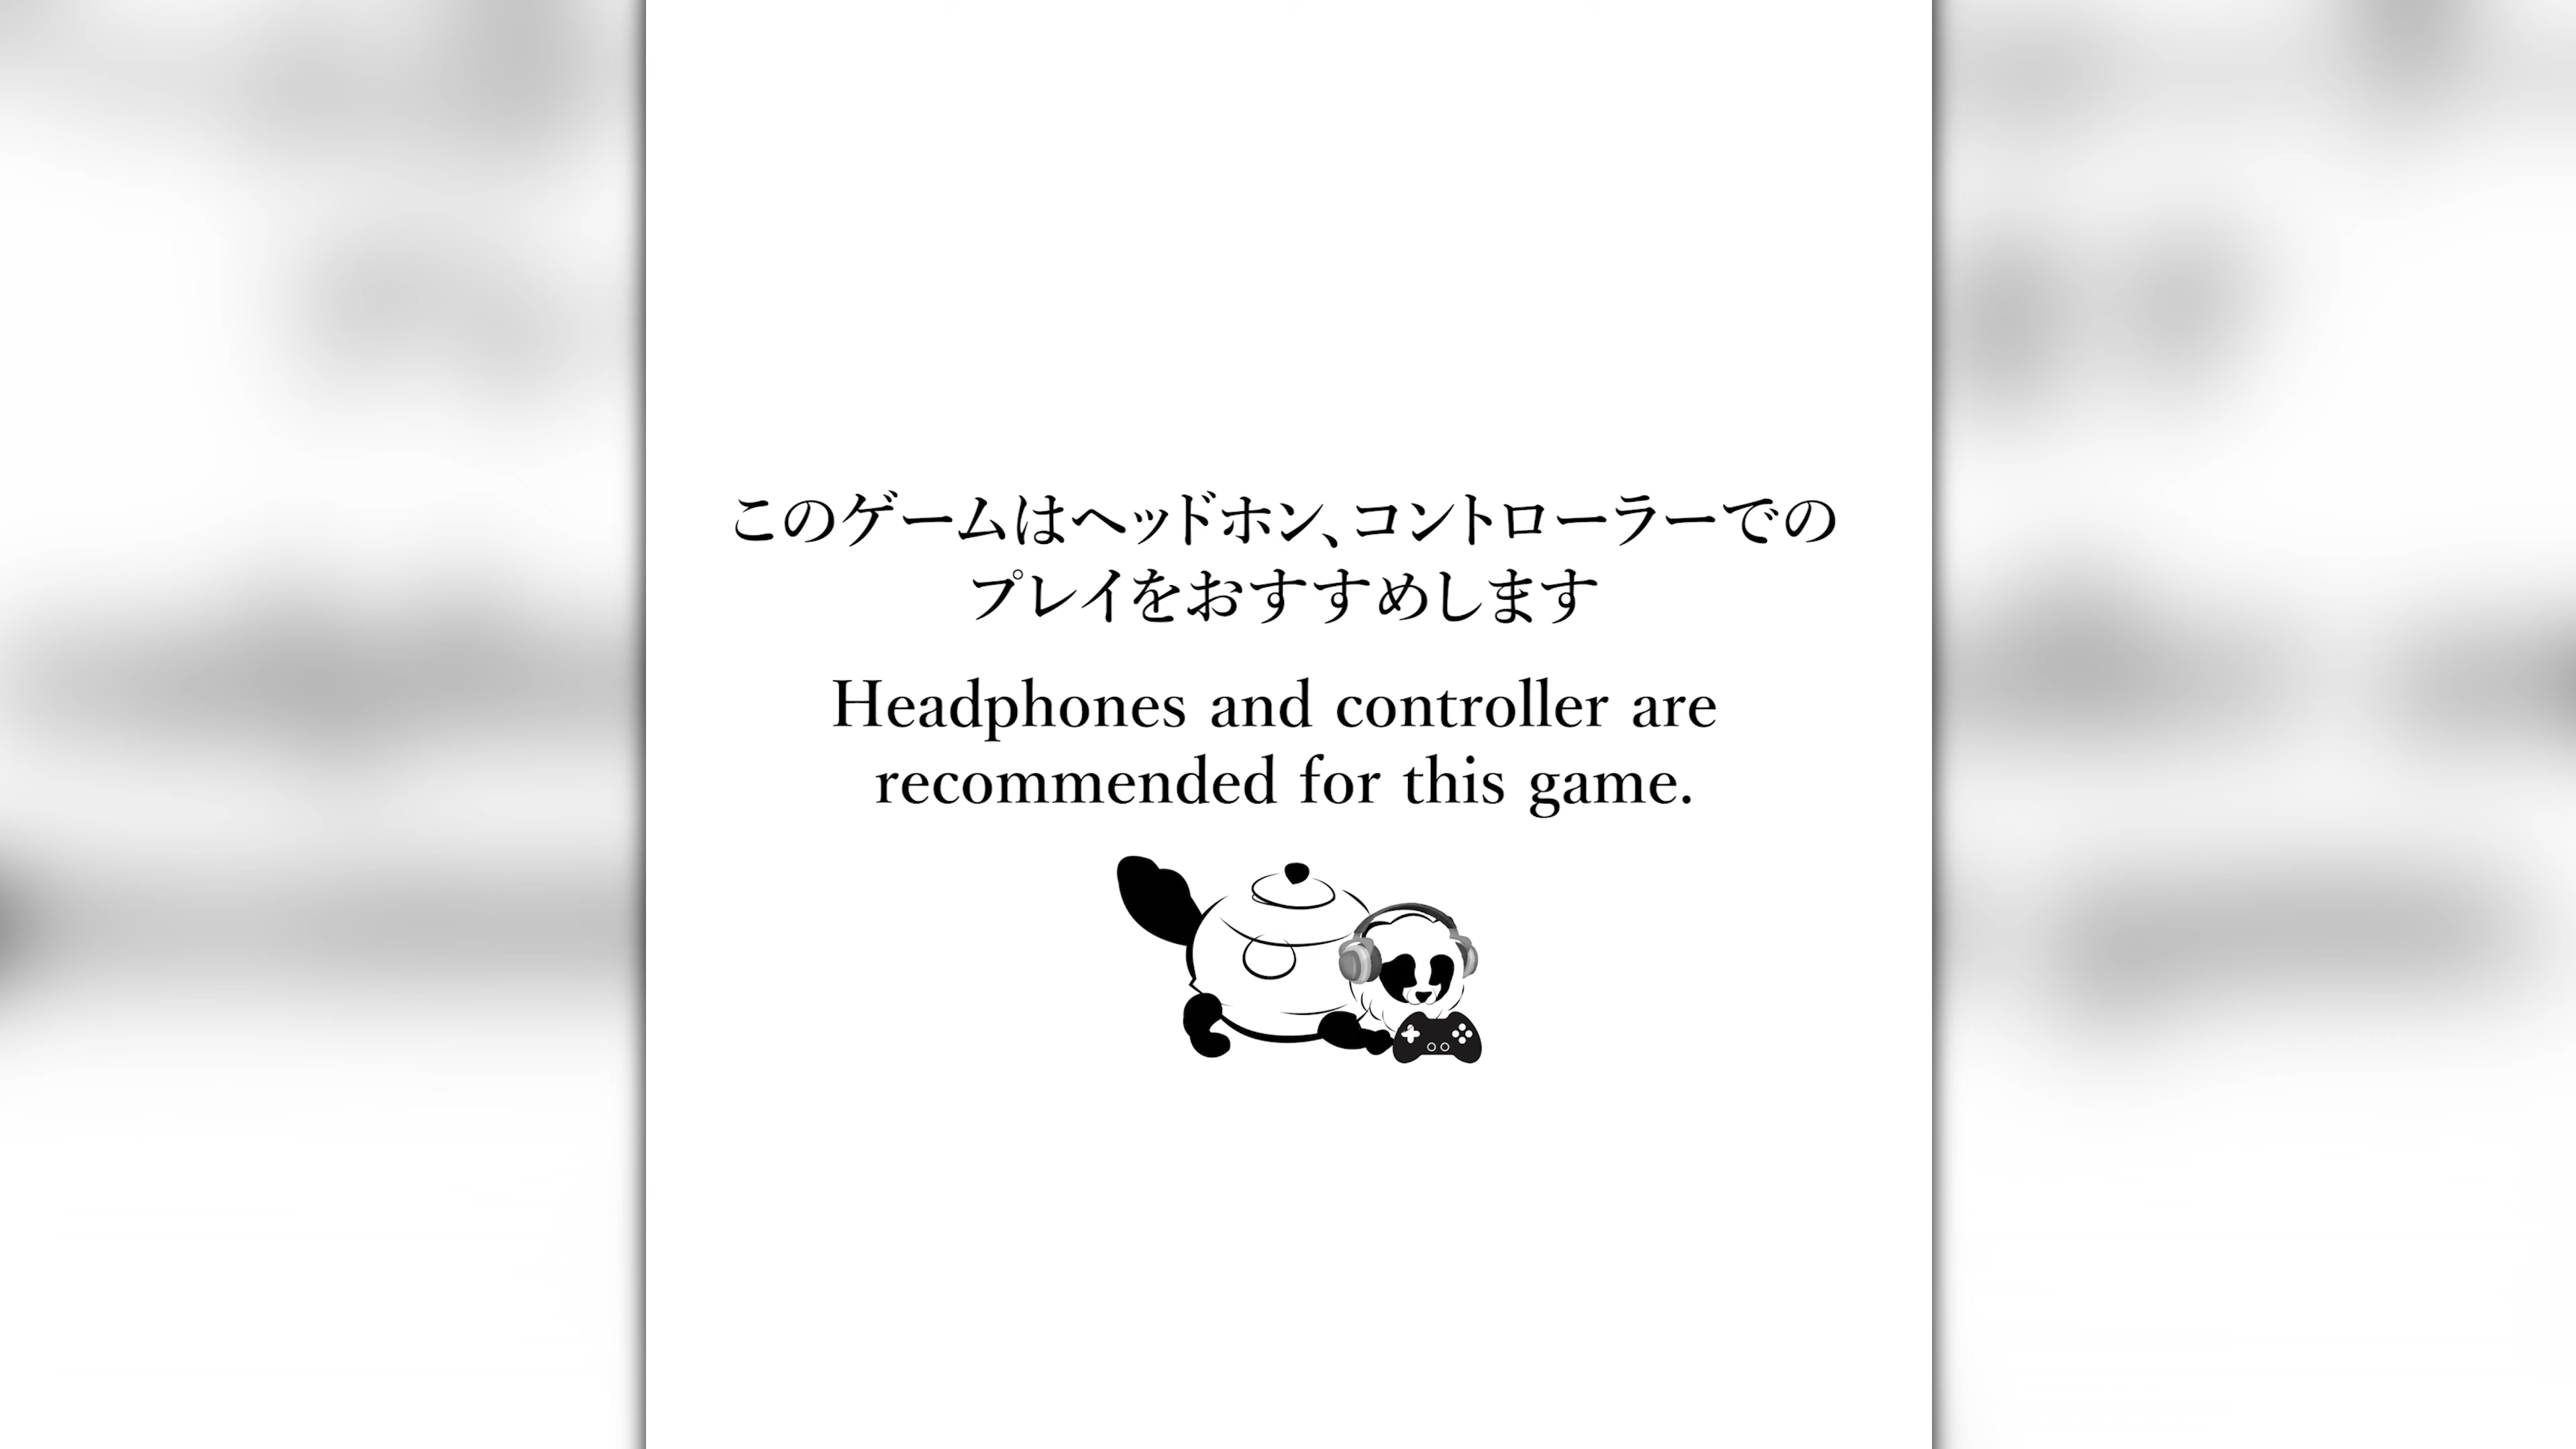 このゲームはヘッドホン、コントローラーでの
プレイをおすすめします
Headphones and controller are
recommended for this game.